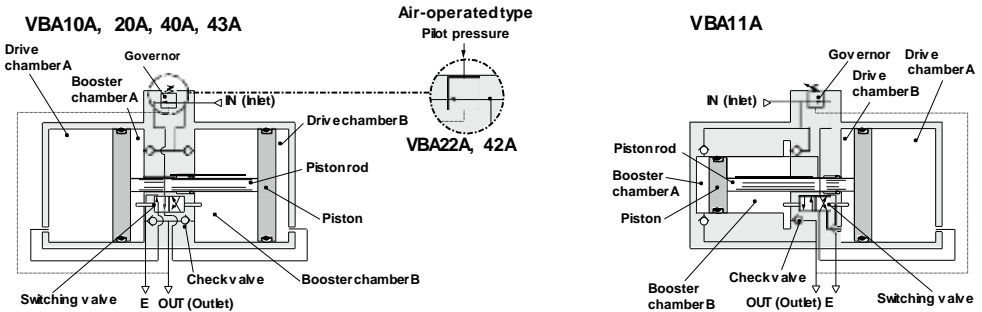 VBA10A, 20A, 40A, 43A
Drive
chamber A
Booster
chamber A
Governor
IN (Inlet)
Drive chamber B
Piston rod
Piston
Booster chamber B
Check valve
Switching valve
E
OUT (Outlet)
Air-operated type
Pilot pressure
VBA22A, 42A
VBA11A
Governor
Drive
chamber A
Drive
chamber B
IN (Inlet)
Piston rod
Booster
chamber A
Piston
Booster
chamber B
Check valve
OUT (Outlet) E
Switching valve